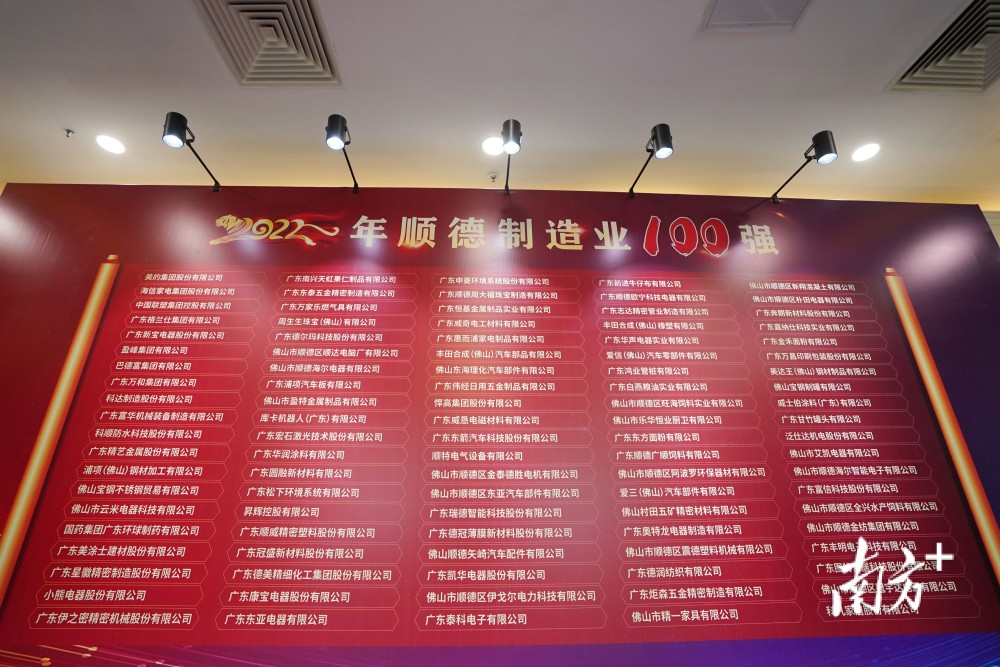 2022年顺德制造业100强
美的集团股份有限公司
海信家电集团股份有限公司
中国联塑集团控股有限公司
广东格兰仕集团有限公司
广东新宝电器股份有限公司
盈峰集团有限公司
巴德富集团有限公司
广东万和集团有限公司
科达制造股份有限公司
广东富华机械装备制造有限公司
科顺防水科技股份有限公司
广东精艺金属股份有限公司
浦项(佛山)钢材加工有限公司
佛山宝钢不锈钢贸易有限公司
佛山市云米电器科技有限公司
国药集团广东环球制药有限公司
广东美涂士建材股份有限公司
广东星徽精密制造股份有限公司
小熊电器股份有限公司
广东伊之密精密机械股份有限公司
广东南兴天虹果仁制品有限公司
广东东泰五金精密制造有限公司
广东万家乐燃气具有限公司
周生生珠宝(佛山)有限公司
广东德尔玛科技股份有限公司
佛山市顺德区顺达电脑厂有限公司
佛山市顺德海尔电器有限公司
广东浦项汽车板有限公司
佛山市盈特金属制品有限公司
库卡机器人(广东)有限公司
广东宏石激光技术股份有限公司
广东华润涂料有限公司
广东圆融新材料有限公司
广东松下环境系统有限公司
昇辉控股有限公司
广东顺威精密塑料股份有限公司
广东冠盛新材料股份有限公司
广东德美精细化工集团股份有限公司
广东康宝电器股份有限公司
广东东亚电器有限公司
广东申菱环境系统股份有限公司
广东顺德周大福珠宝制造有限公司
广东恒基金属制品实业有限公司
广东威奇电工材料有限公司
广东惠而浦家电制品有限公司
丰田合成(佛山)汽车部品有限公司
佛山东海理化汽车部件有限公司
广东伟经日用五金制品有限公司
悍高集团股份有限公司
广东威恳电磁材料有限公司
广东东箭汽车科技股份有限公司
顺特电气设备有限公司
佛山市顺德区金泰德胜电机有限公司
佛山市顺德区东亚汽车部件有限公司
广东瑞德智能科技股份有限公司
广东德冠薄膜新材料股份有限公司
佛山顺德矢崎汽车配件有限公司
广东凯华电器股份有限公司
佛山市顺德区伊戈尔电力科技有限公司
广东泰科电子有限公司
广东前进牛仔布有限公司
广东顺德欧宁科技电器有限公司
广东志达精密管业制造有限公司
丰田合成(佛山)橡塑有限公司
广东华声电器实业有限公司
爱信(佛山)汽车零部件有限公司
广东鸿业管桩有限公司
广东白燕粮油实业有限公司
佛山市顺德区旺海饲料实业有限公司
佛山市乐华恒业厨卫有限公司
广东东方面粉有限公司
广东顺德广顺饲料有限公司
佛山市顺德区阿波罗环保器材有限公司
爱三(佛山)汽车部件有限公司
佛山村田五矿精密材料有限公司
广东奥特龙电器制造有限公司
佛山市顺德区震德塑料机械有限公司
广东德润纺织有限公司
广东炬森五金精密制造有限公司
佛山市精一家具有限公司
佛山市顺德区新翔混凝土有限公司
佛山市顺德区扑田电器有限公司
广东奔朗新材料股份有限公司
广东嘉纳仕科技实业有限公司
广东金禾面粉有限公司
广东万昌印刷包装股份有限公司
美达王(佛山)钢材制品有限公司
佛山宝钢制罐有限公司
威士伯涂料(广东)有限公司
广东甘竹罐头有限公司
泛仕达机电股份有限公司
佛山市艾凯电器有限公司
佛山市顺德海尔智能电子有限公司
广东富信科技股份有限公司
佛山市顺德区全兴水产饲料有限公司
佛山市顺德金纺集团有限公司
广东丰明电子科技有限公司
南方+